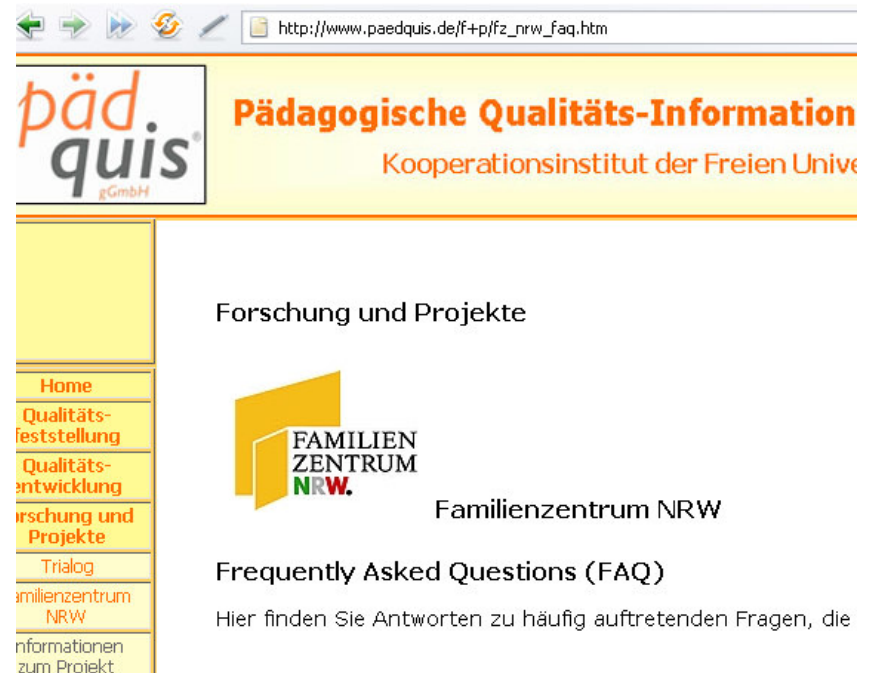 http://www.paedquis.de/f+p/fz_nrw_faq.htm
päd
quis®
gGmbH
Pädagogische Qualitäts-Information
Kooperationsinstitut der Freien Unive
Forschung und Projekte
Home
Qualitäts-
feststellung
Qualitäts-
entwicklung
orschung und
Projekte
Trialog
amilienzentrum
NRW
nformationen
zum Projekt
FAMILIEN
ZENTRUM
NRW.
Familienzentrum NRW
Frequently Asked Questions (FAQ)
Hier finden Sie Antworten zu häufig auftretenden Fragen, die